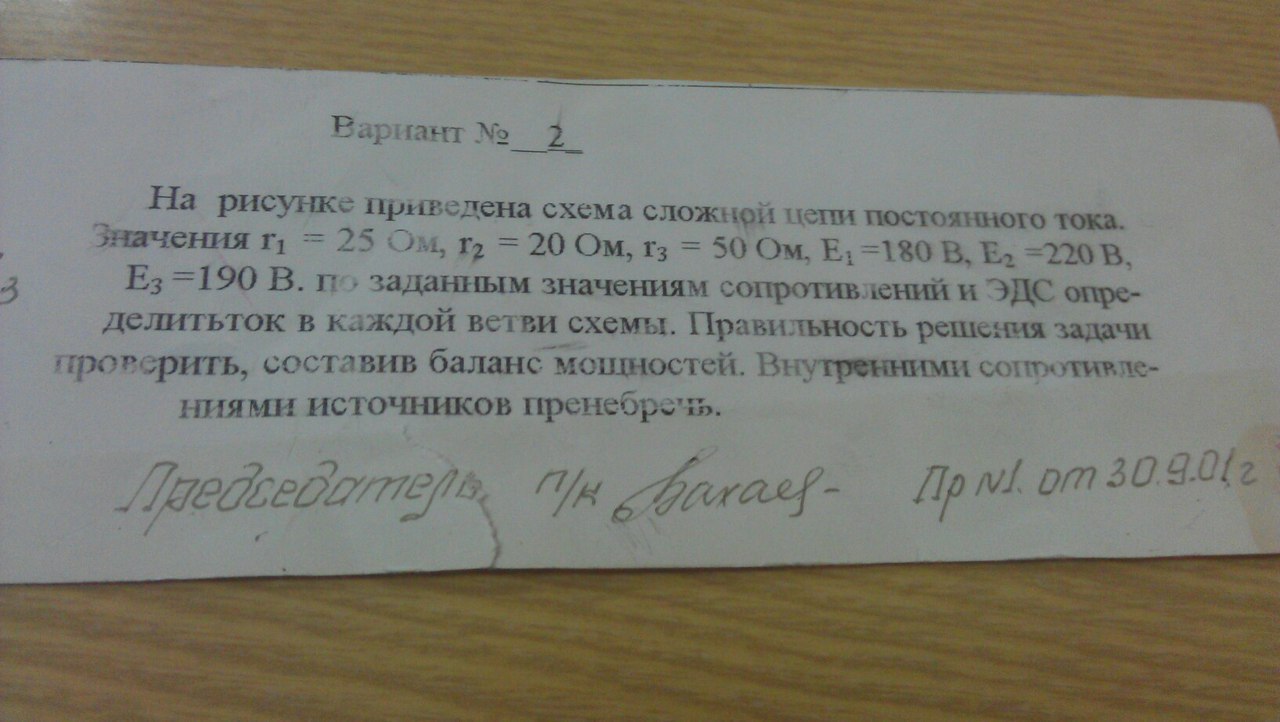 Вариант № 2
На рисунке приведена схема сложной цепи постоянного тока.
Значения r₁ = 25 Ом, r₂ = 20 Ом, r₃ = 50 Ом, E₁ =180 В, E₂ =220 В,
E₃ =190 В. по заданным значениям сопротивлений и ЭДС опре-
делитьток в каждой ветви схемы. Правильность решения задачи
проверить, составив баланс мощностей. Внутренними сопротивле-
ниями источников пренебречь.
3
Председатель п/к Пр №1. от 30.9.01г